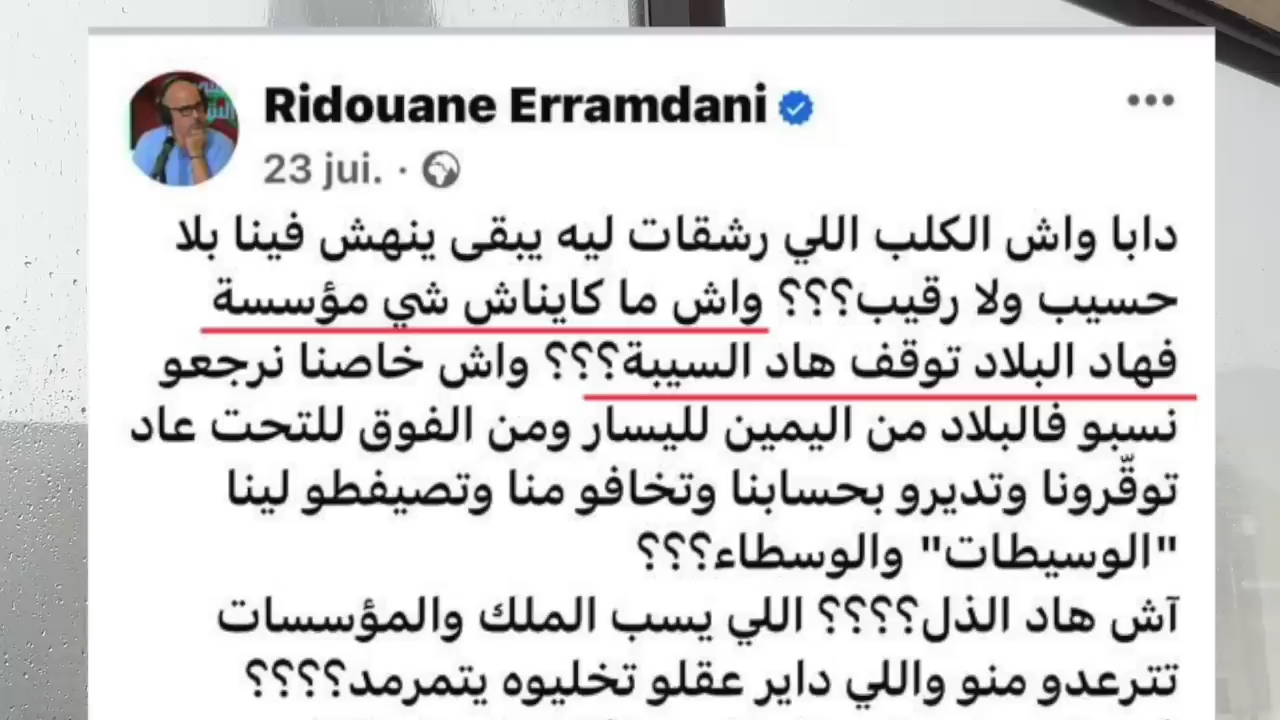 Ridouane Erramdani
23 jui. ·
دابا واش الكلب اللي رشقات ليه يبقى ينهش فينا بلا
حسيب ولا رقيب؟؟؟ واش ما كايناش شي مؤسسة
فهاد البلاد توقف هاد السيبة؟؟؟ واش خاصنا نرجعو
نسبو فالبلاد من اليمين لليسار ومن الفوق للتحت عاد
توقّرونا وتديرو بحسابنا وتخافو منا وتصيفطو لينا
"الوسيطات" والوسطاء؟؟؟
آش هاد الذل؟؟؟؟ اللي يسب الملك والمؤسسات
تترعدو منو واللي داير عقلو تخليوه يتمرمد؟؟؟؟